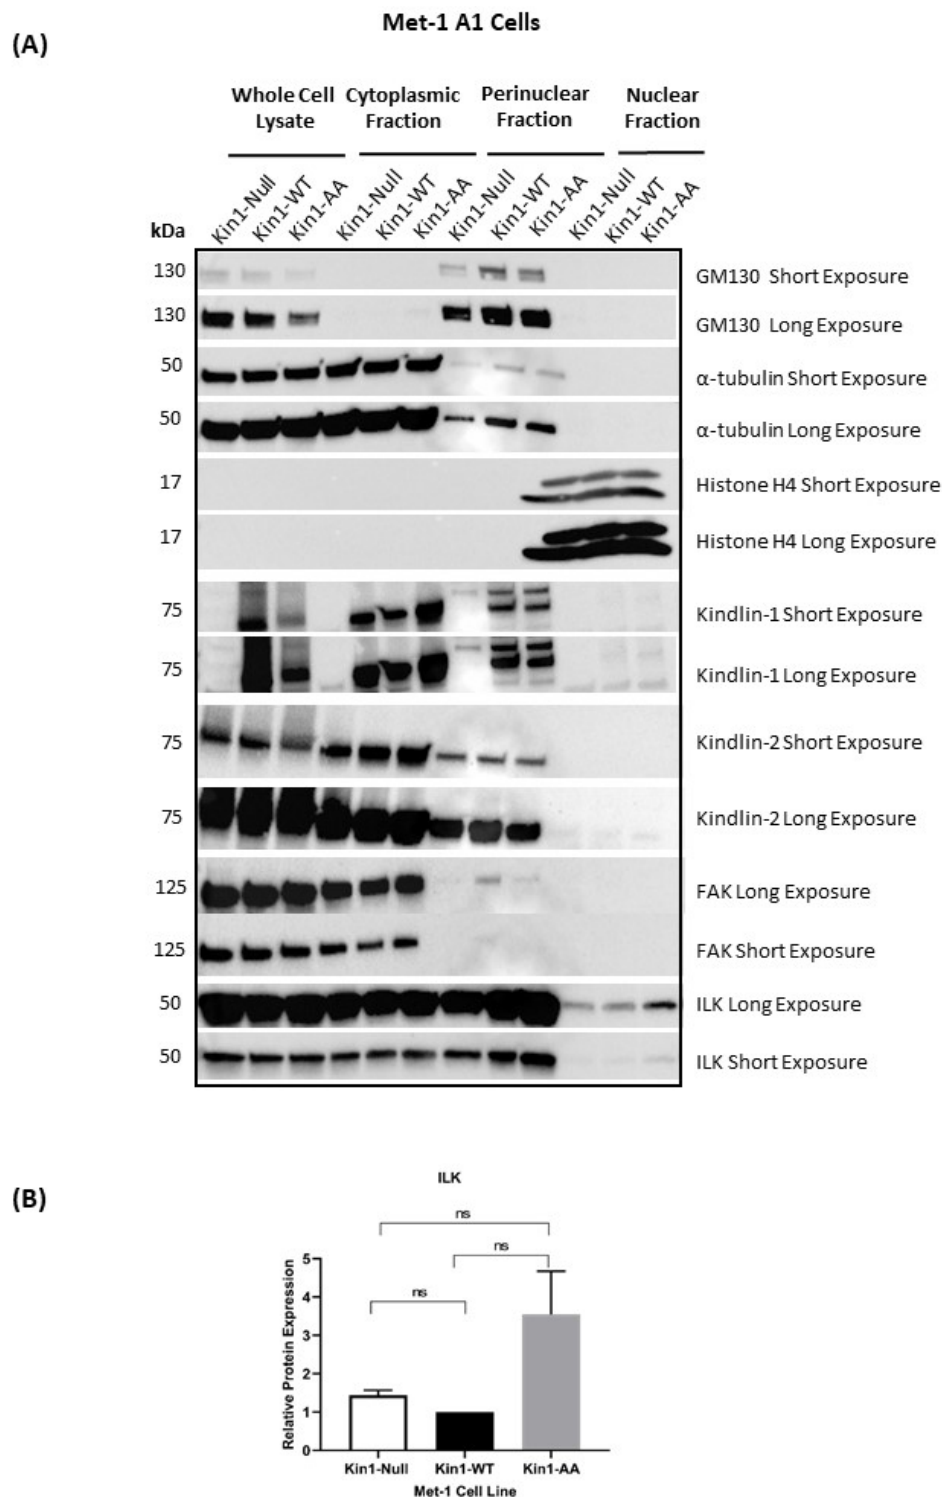 Met-1 A1 Cells
(A)
Whole Cell Cytoplasmic Perinuclear Nuclear
Lysate Fraction Fraction Fraction
Kin1-Null Kin1-WT Kin1-AA Kin1-Null Kin1-WT Kin1-AA Kin1-Null Kin1-WT Kin1-AA Kin1-Null Kin1-WT Kin1-AA
kDa
130 GM130 Short Exposure
130 GM130 Long Exposure
50 α-tubulin Short Exposure
50 α-tubulin Long Exposure
17 Histone H4 Short Exposure
17 Histone H4 Long Exposure
75 Kindlin-1 Short Exposure
75 Kindlin-1 Long Exposure
75 Kindlin-2 Short Exposure
75 Kindlin-2 Long Exposure
125 FAK Long Exposure
125 FAK Short Exposure
50 ILK Long Exposure
50 ILK Short Exposure
(B)
ILK
ns
ns
ns
Relative Protein Expression
5
4
3
2
1
0
Kin1-Null Kin1-WT Kin1-AA
Met-1 Cell Line